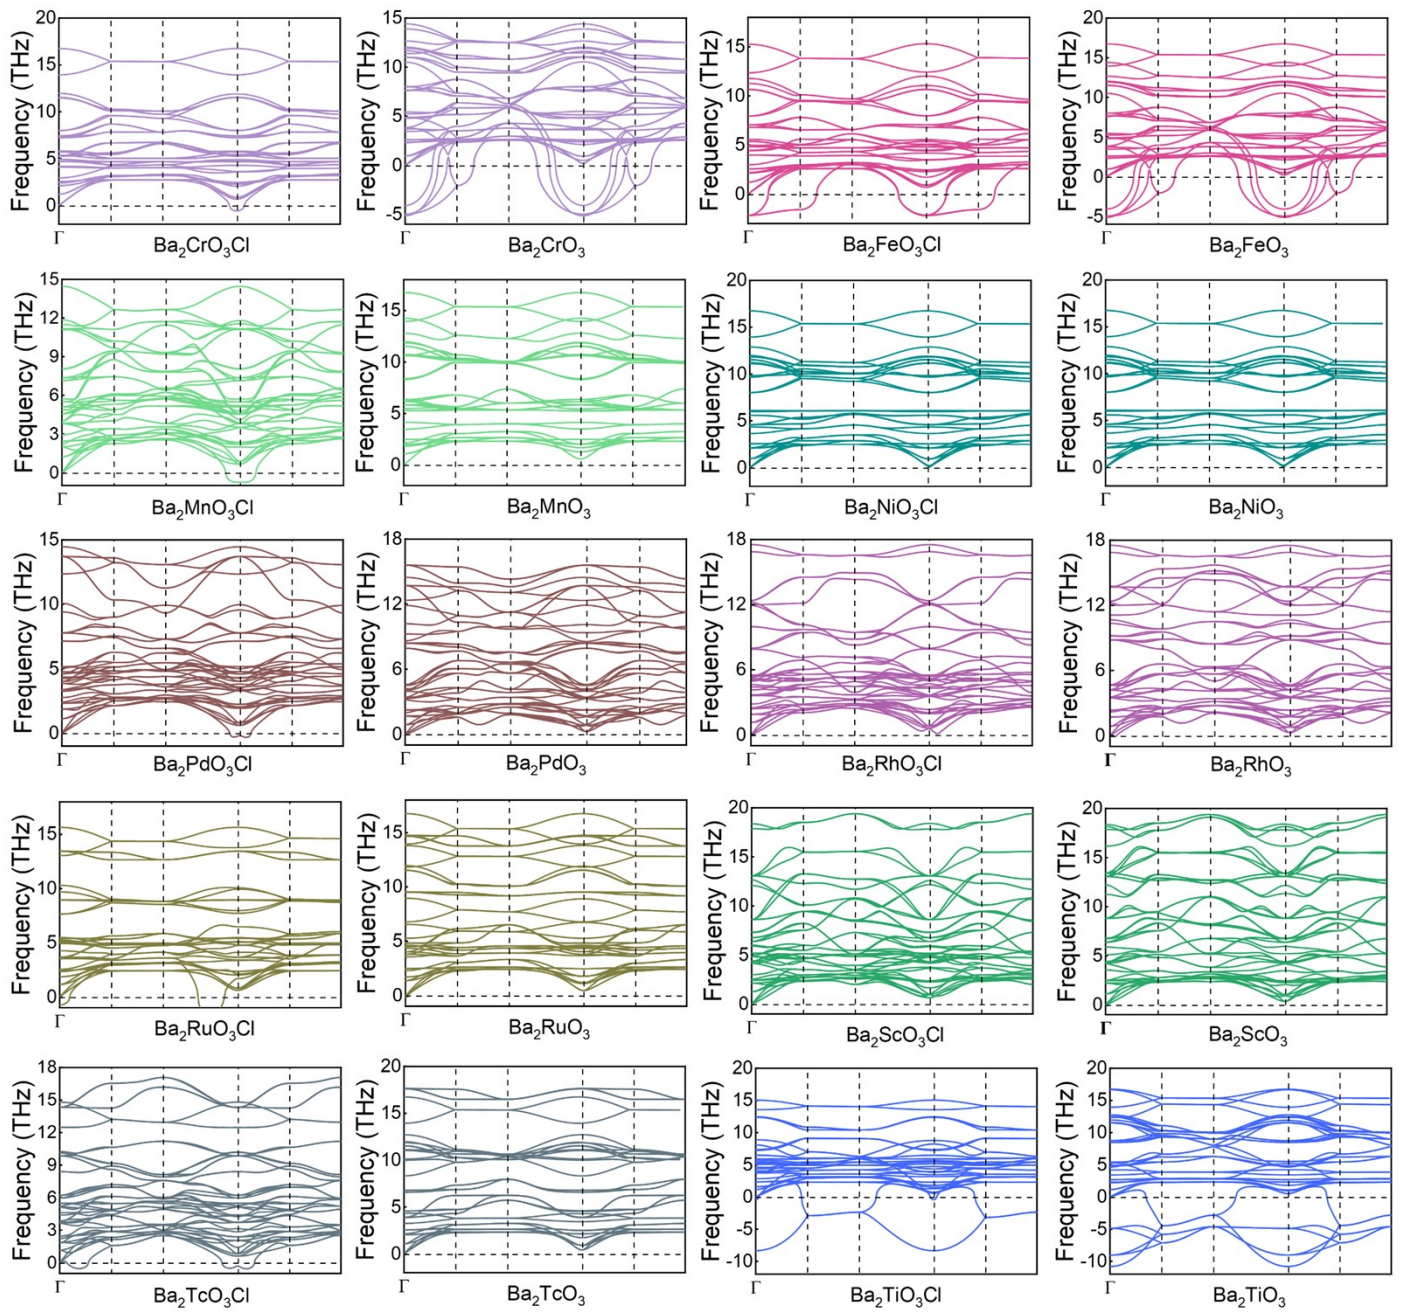 Frequency (THz)
20
15
10
5
0
Γ
Ba₂CrO₃Cl
Frequency (THz)
15
10
5
0
-5
Γ
Ba₂CrO₃
Frequency (THz)
15
10
5
0
Γ
Ba₂FeO₃Cl
Frequency (THz)
20
15
10
5
0
-5
Γ
Ba₂FeO₃
Frequency (THz)
15
12
9
6
3
0
Γ
Ba₂MnO₃Cl
Frequency (THz)
15
10
5
0
Γ
Ba₂MnO₃
Frequency (THz)
20
15
10
5
0
Γ
Ba₂NiO₃Cl
Frequency (THz)
20
15
10
5
0
Γ
Ba₂NiO₃
Frequency (THz)
15
10
5
0
Γ
Ba₂PdO₃Cl
Frequency (THz)
18
12
6
0
Γ
Ba₂PdO₃
Frequency (THz)
18
12
6
0
Γ
Ba₂RhO₃Cl
Frequency (THz)
18
12
6
0
Γ
Ba₂RhO₃
Frequency (THz)
15
10
5
0
Γ
Ba₂RuO₃Cl
Frequency (THz)
15
10
5
0
Γ
Ba₂RuO₃
Frequency (THz)
20
15
10
5
0
Γ
Ba₂ScO₃Cl
Frequency (THz)
20
15
10
5
0
Γ
Ba₂ScO₃
Frequency (THz)
18
15
12
9
6
3
0
Γ
Ba₂TcO₃Cl
Frequency (THz)
20
15
10
5
0
Γ
Ba₂TcO₃
Frequency (THz)
15
10
5
0
-5
-10
Γ
Ba₂TiO₃Cl
Frequency (THz)
20
15
10
5
0
-5
-10
Γ
Ba₂TiO₃